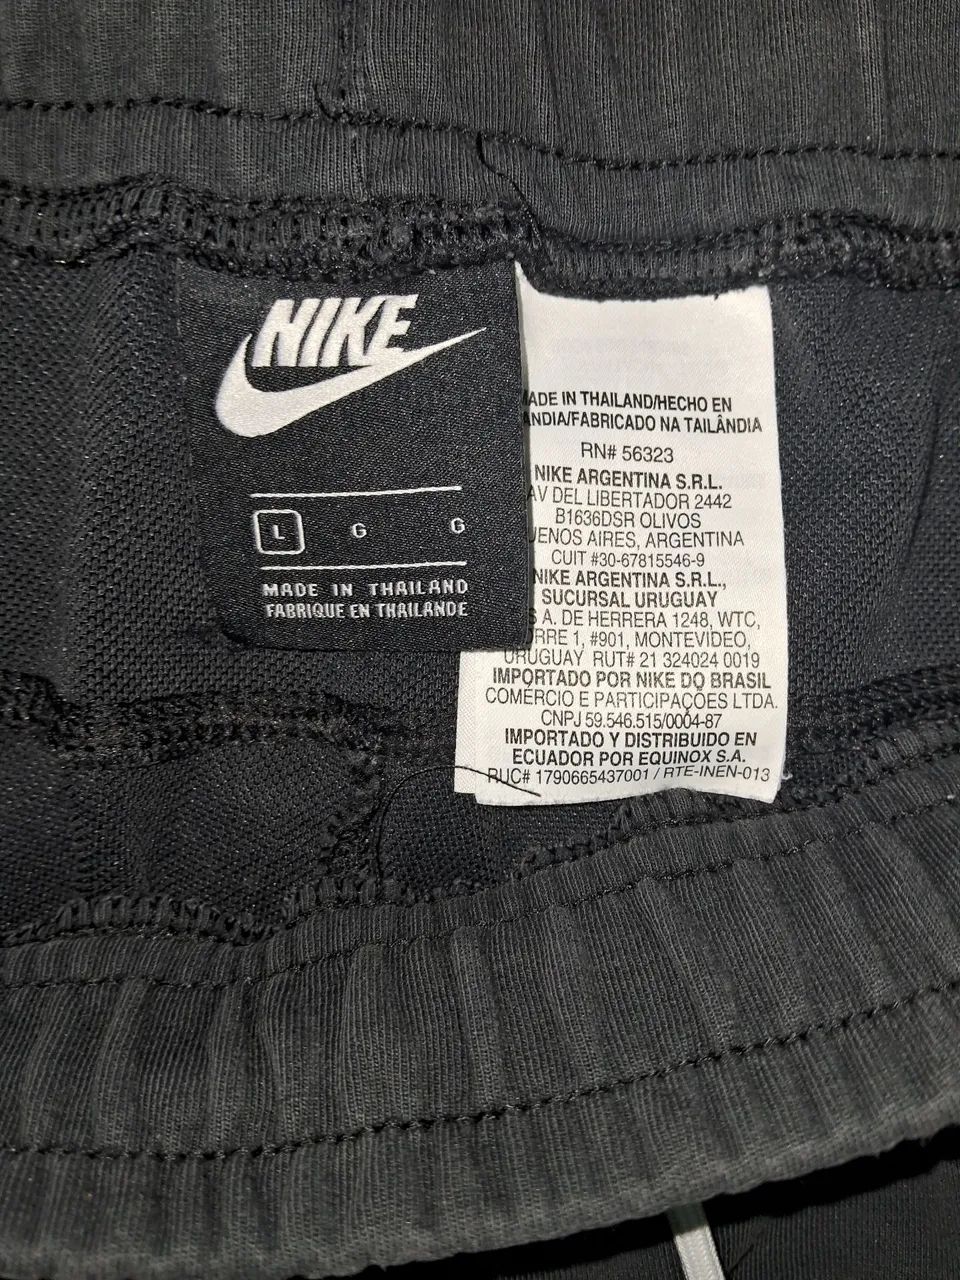 NIKE
L G G
MADE IN THAILAND
FABRIQUE EN THAILANDE
MADE IN THAILAND/HECHO EN
ANDIA/FABRICADO NA TAILÂNDIA
RN# 56323
NIKE ARGENTINA S.R.L.
AV DEL LIBERTADOR 2442
B1636DSR OLIVOS
UENOS AIRES, ARGENTINA
CUIT #30-67815546-9
NIKE ARGENTINA S.R.L.,
SUCURSAL URUGUAY
S A. DE HERRERA 1248, WTC,
RRE 1, #901, MONTEVIDEO,
URUGUAY RUT# 21 324024 0019
IMPORTADO POR NIKE DO BRASIL
COMERCIO E PARTICIPAÇÕES LTDA.
CNPJ 59.546.515/0004-87
IMPORTADO Y DISTRIBUIDO EN
ECUADOR POR EQUINOX S.A.
RUC# 1790665437001 / RTE-INEN-013